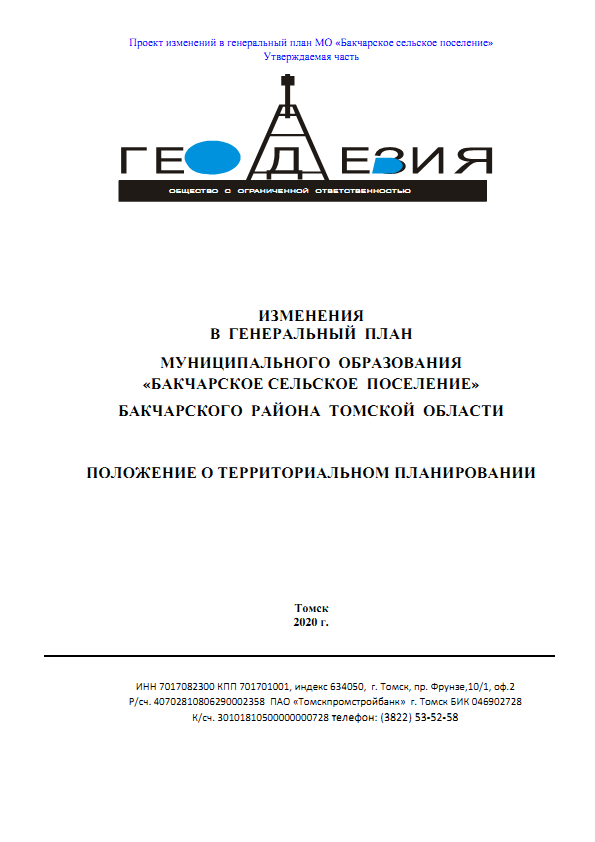 Проект изменений в генеральный план МО «Бакчарское сельское поселение»
Утверждаемая часть
ГЕОДЕЗИЯ
ОБЩЕСТВО С ОГРАНИЧЕННОЙ ОТВЕТСТВЕННОСТЬЮ
ИЗМЕНЕНИЯ
В ГЕНЕРАЛЬНЫЙ ПЛАН
МУНИЦИПАЛЬНОГО ОБРАЗОВАНИЯ
«БАКЧАРСКОЕ СЕЛЬСКОЕ ПОСЕЛЕНИЕ»
БАКЧАРСКОГО РАЙОНА ТОМСКОЙ ОБЛАСТИ
ПОЛОЖЕНИЕ О ТЕРРИТОРИАЛЬНОМ ПЛАНИРОВАНИИ
Томск
2020 г.
ИНН 7017082300 КПП 701701001, индекс 634050, г. Томск, пр. Фрунзе,10/1, оф.2
Р/сч. 40702810806290002358 ПАО «Томскпромстройбанк» г. Томск БИК 046902728
К/сч. 30101810500000000728 телефон: (3822) 53-52-58